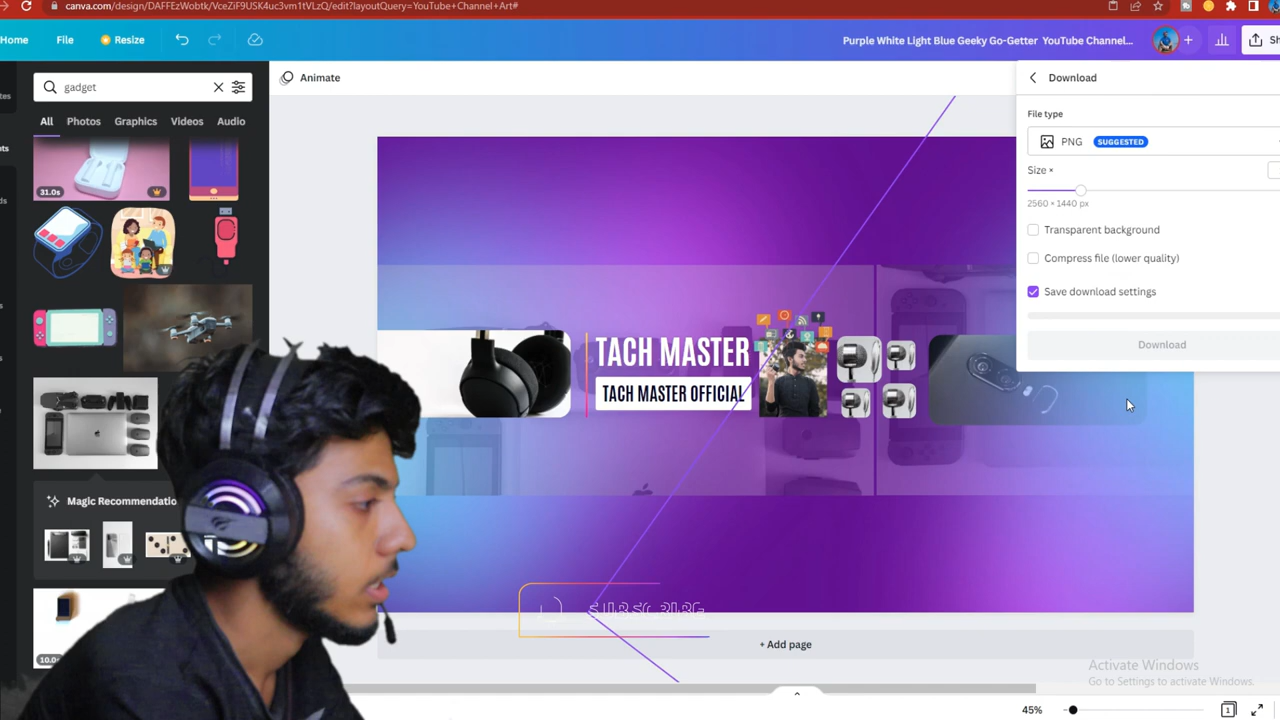 canva.com/design/DAFFEzWobtk/VceZiF9USK4uc3vm1tVLzQ/edit?layoutQuery=YouTube+Channel+Art#
Home File Resize Purple White Light Blue Geeky Go-Getter YouTube Channel...
gadget
Animate
Download
All Photos Graphics Videos Audio
File type
PNG SUGGESTED
31.0s
Size ×
2560 × 1440 px
Transparent background
Compress file (lower quality)
Save download settings
Download
TACH MASTER
TACH MASTER OFFICIAL
Magic Recommendatio
10.0s
SUBSCRIBE
+ Add page
Activate Windows
Go to Settings to activate Windows.
45%
1